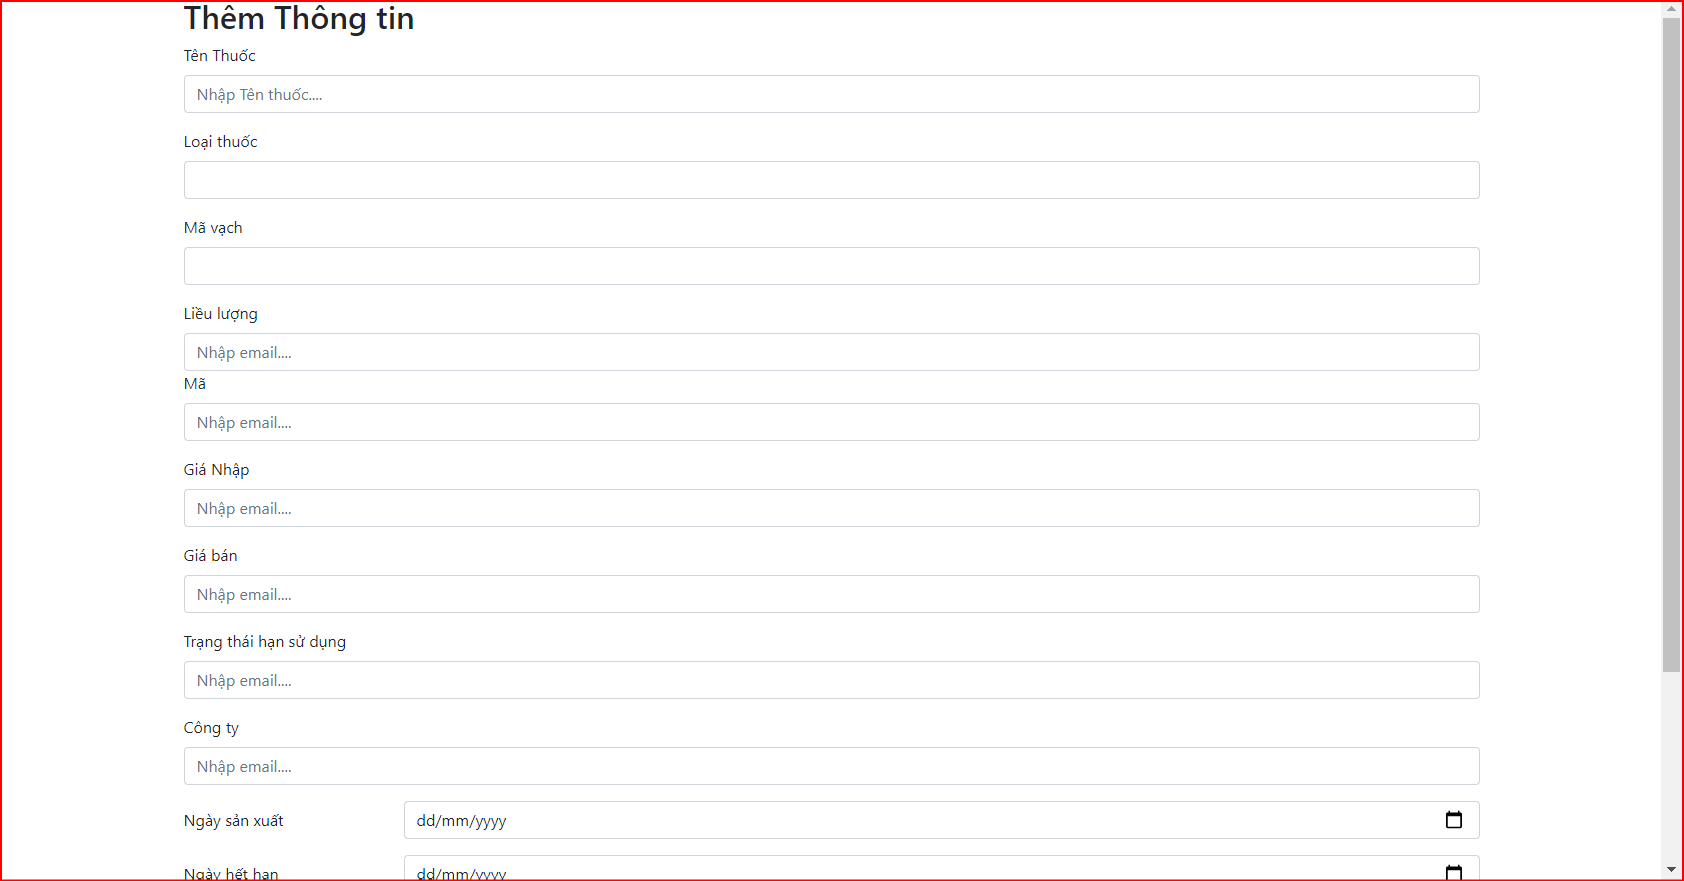 Thêm Thông tin
Tên Thuốc
Nhập Tên thuốc....
Loại thuốc
Mã vạch
Liều lượng
Nhập email....
Mã
Nhập email....
Giá Nhập
Nhập email....
Giá bán
Nhập email....
Trạng thái hạn sử dụng
Nhập email....
Công ty
Nhập email....
Ngày sản xuất dd/mm/yyyy
Ngày hết hạn dd/mm/yyyy